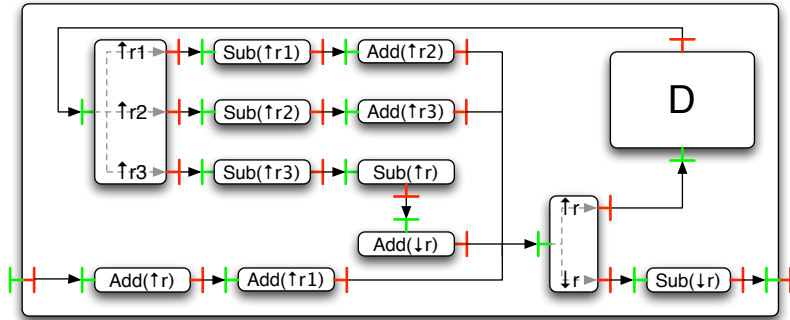 ↑r1 Sub(↑r1) Add(↑r2)
D
↑r2 Sub(↑r2) Add(↑r3)
↑r3 Sub(↑r3) Sub(↑r)
↑r
Add(↓r)
↓r Sub(↓r)
Add(↑r) Add(↑r1)